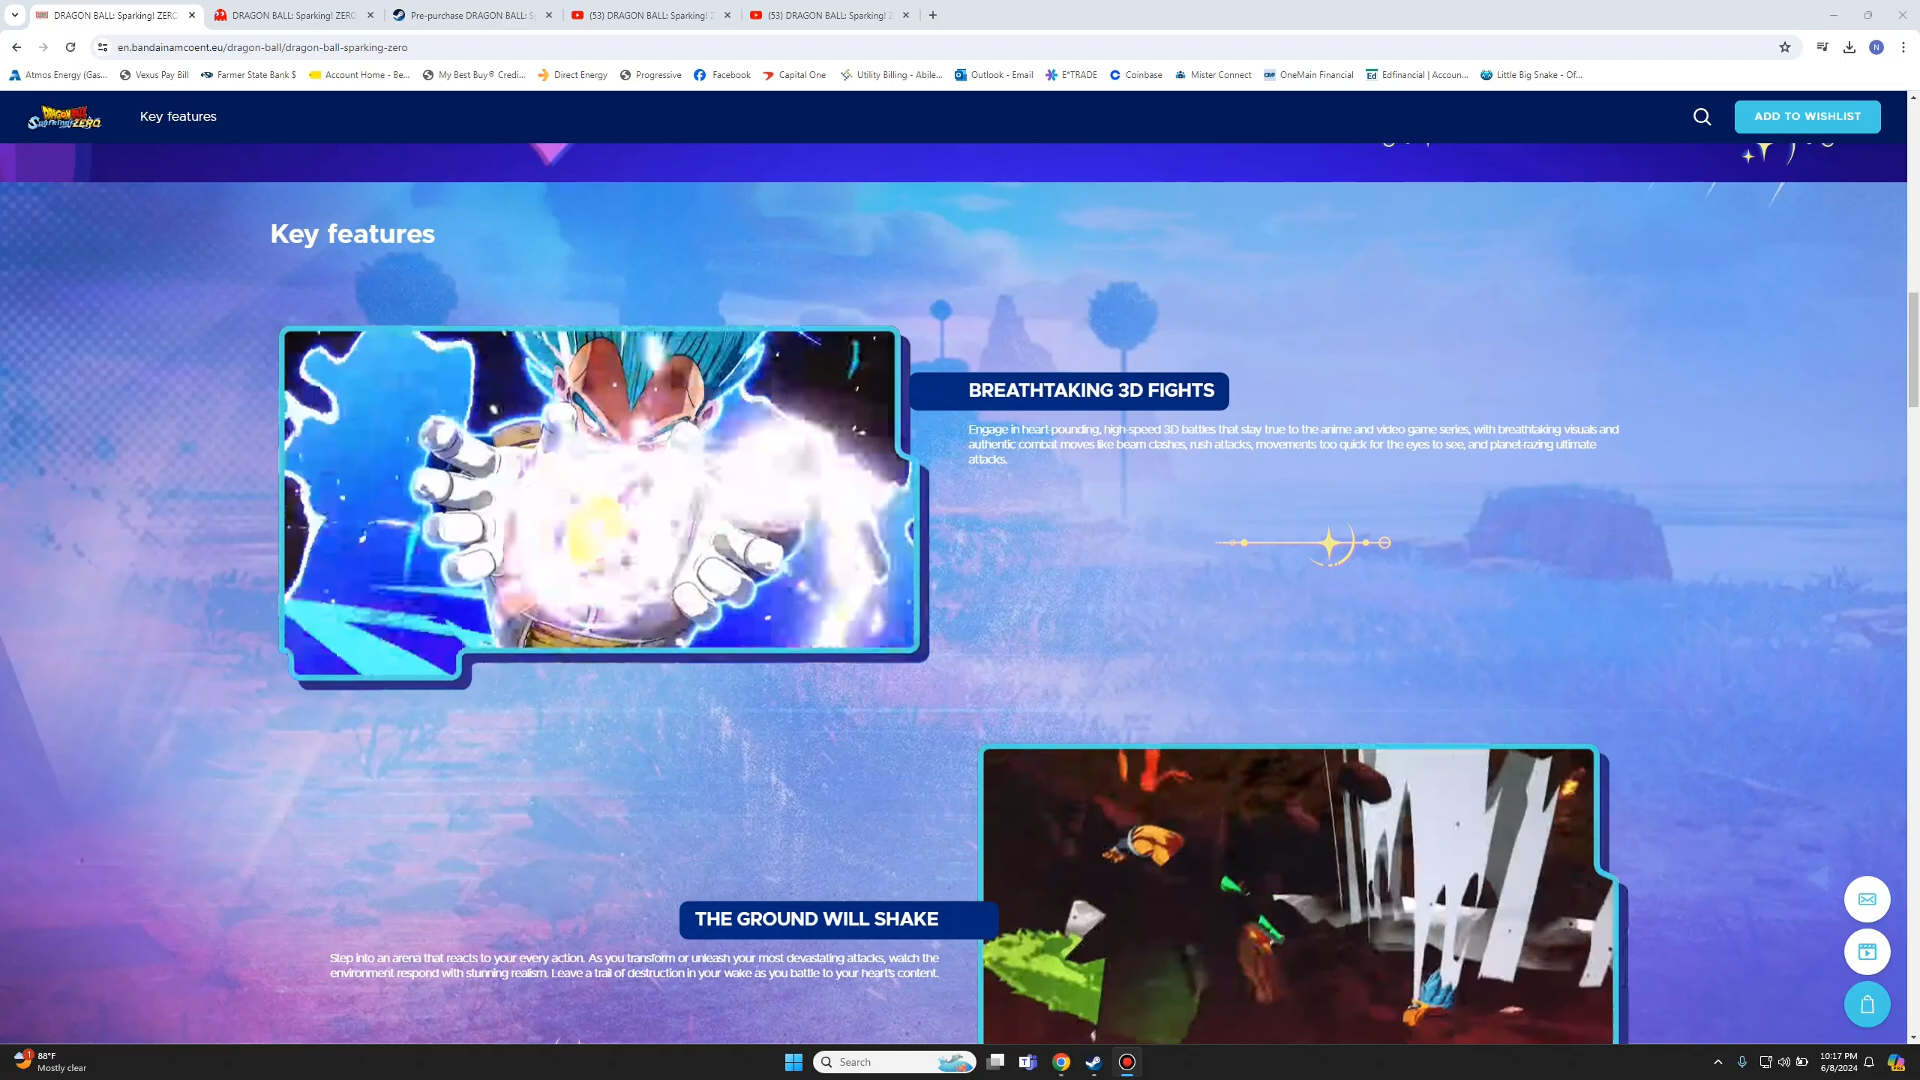 DRAGON BALL: Sparking! ZERO
DRAGON BALL: Sparking! ZERO
Pre-purchase DRAGON BALL: S
(53) DRAGON BALL: Sparking! Z
(53) DRAGON BALL: Sparking! Z
en.bandainamcoent.eu/dragon-ball/dragon-ball-sparking-zero
N
Atmos Energy (Gas...
Vexus Pay Bill
Farmer State Bank $
Account Home - Be...
My Best Buy® Credi...
Direct Energy
Progressive
Facebook
Capital One
Utility Billing - Abile...
Outlook - Email
E*TRADE
Coinbase
Mister Connect
OneMain Financial
Edfinancial | Accoun...
Little Big Snake - Of...
DRAGON BALL
Sparking! ZERO
Key features
ADD TO WISHLIST
Key features
BREATHTAKING 3D FIGHTS
Engage in heart-pounding, high-speed 3D battles that stay true to the anime and video game series, with breathtaking visuals and
authentic combat moves like beam clashes, rush attacks, movements too quick for the eyes to see, and planet-razing ultimate
attacks.
THE GROUND WILL SHAKE
Step into an arena that reacts to your every action. As you transform or unleash your most devastating attacks, watch the
environment respond with stunning realism. Leave a trail of destruction in your wake as you battle to your heart's content.
1
88°F
Mostly clear
Search
10:17 PM
6/8/2024